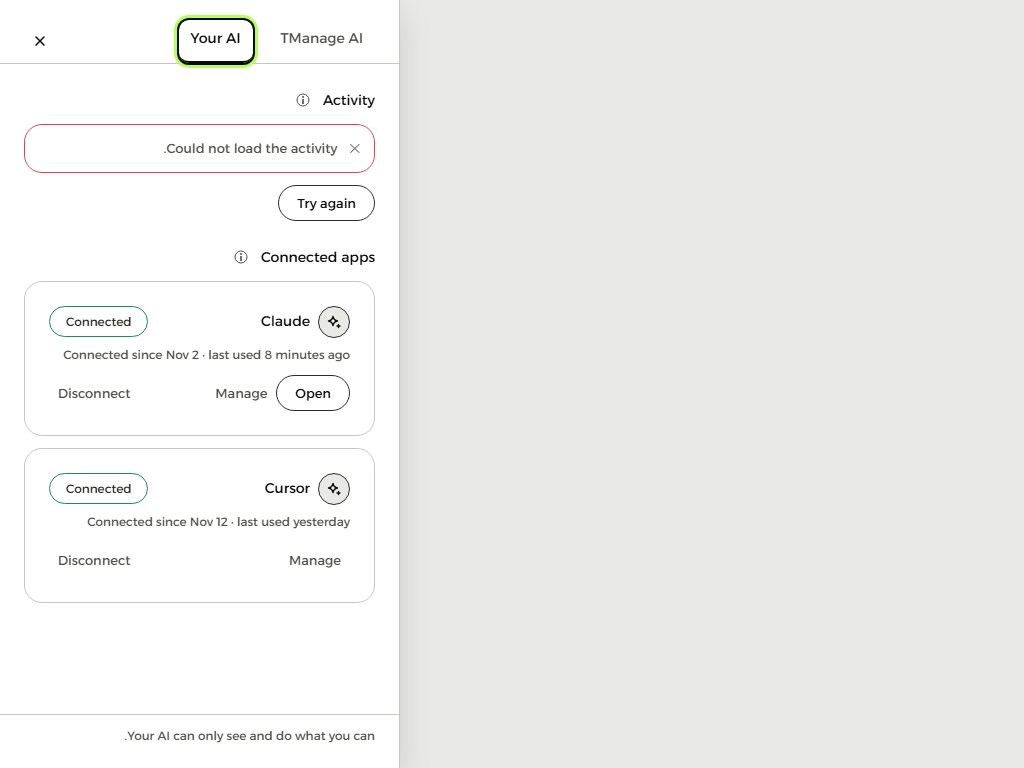 Your AI
TManage AI
Activity
.Could not load the activity
Try again
Connected apps
Claude
Connected
Connected since Nov 2 · last used 8 minutes ago
Open
Manage
Disconnect
Cursor
Connected
Connected since Nov 12 · last used yesterday
Manage
Disconnect
.Your AI can only see and do what you can